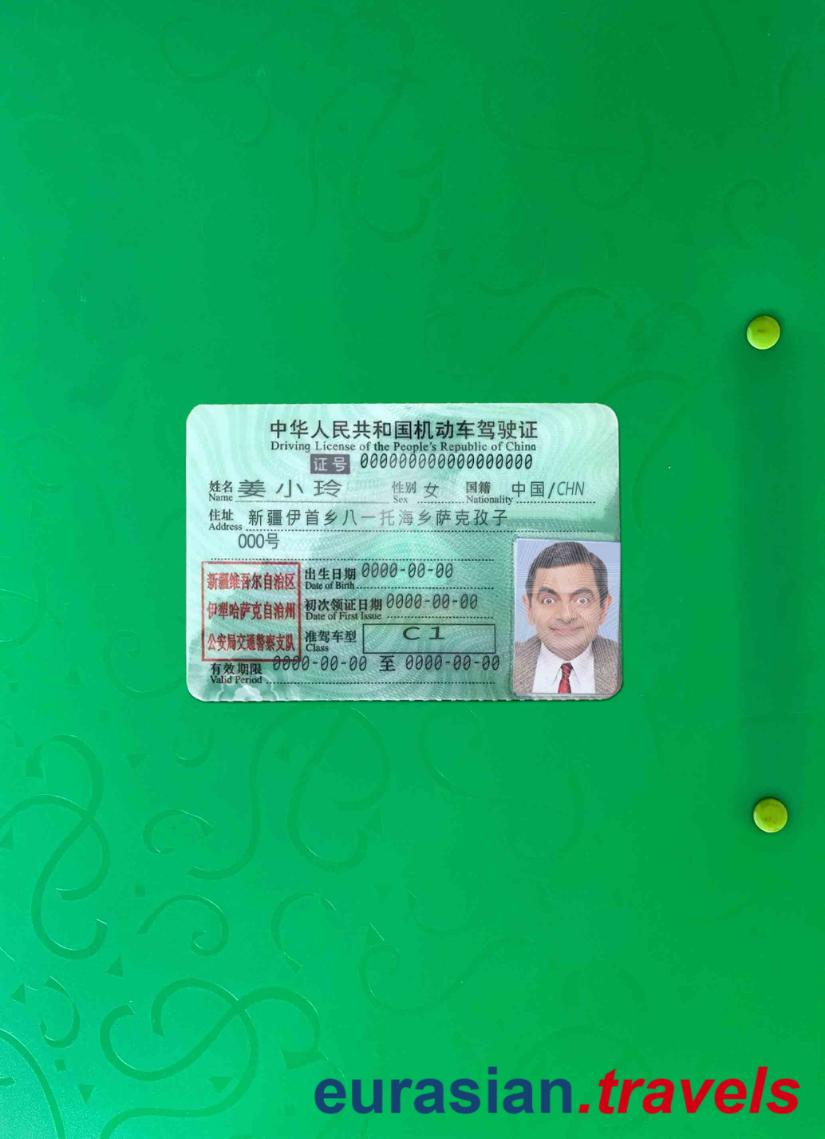 中华人民共和国机动车驾驶证
Driving License of the People's Republic of China
证号 000000000000000000
姓名 姜小玲 性别 女 国籍 中国/CHN
Name Sex Nationality
住址 新疆伊首乡八一托海乡萨克孜子
Address
000号
新疆维吾尔自治区
伊犁哈萨克自治州
公安局交通警察支队
出生日期 0000-00-00
Date of Birth
初次领证日期 0000-00-00
Date of First Issue
准驾车型 C1
Class
有效期限 0000-00-00 至 0000-00-00
Valid Period
eurasian.travels